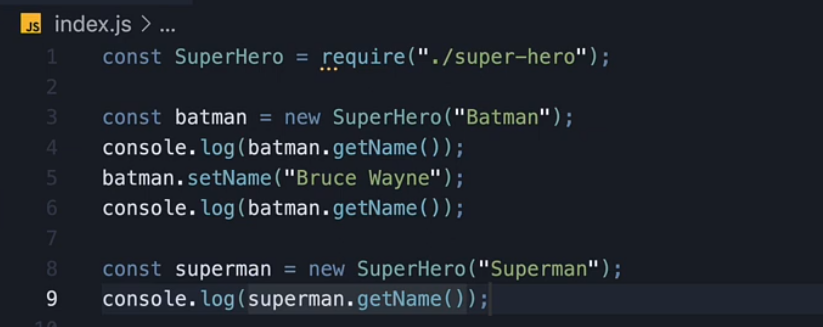 JS index.js > ...
1 const SuperHero = require("./super-hero");
2
3 const batman = new SuperHero("Batman");
4 console.log(batman.getName());
5 batman.setName("Bruce Wayne");
6 console.log(batman.getName());
7
8 const superman = new SuperHero("Superman");
9 console.log(superman.getName());
10